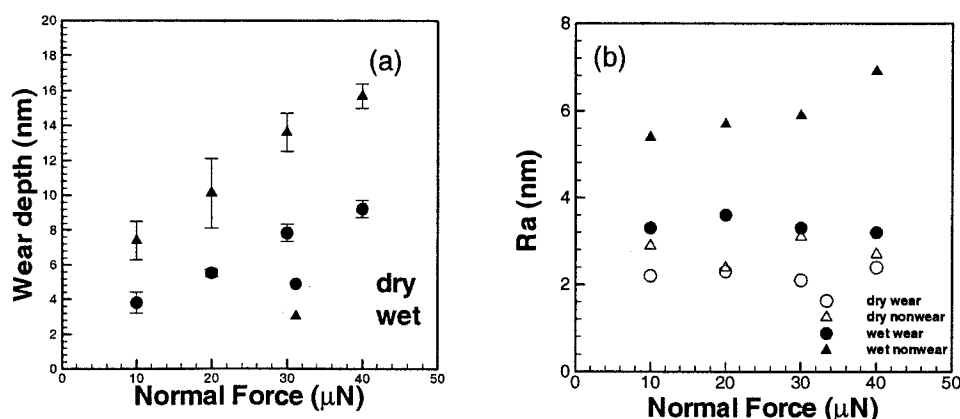 20
18
16
14
12
10
8
6
4
2
0
Wear depth (nm)
(a)
dry
wet
0
10
20
30
40
50
Normal Force (μN)
8
6
4
2
0
Ra (nm)
(b)
dry wear
dry nonwear
wet wear
wet nonwear
0
10
20
30
40
50
Normal Force (μN)